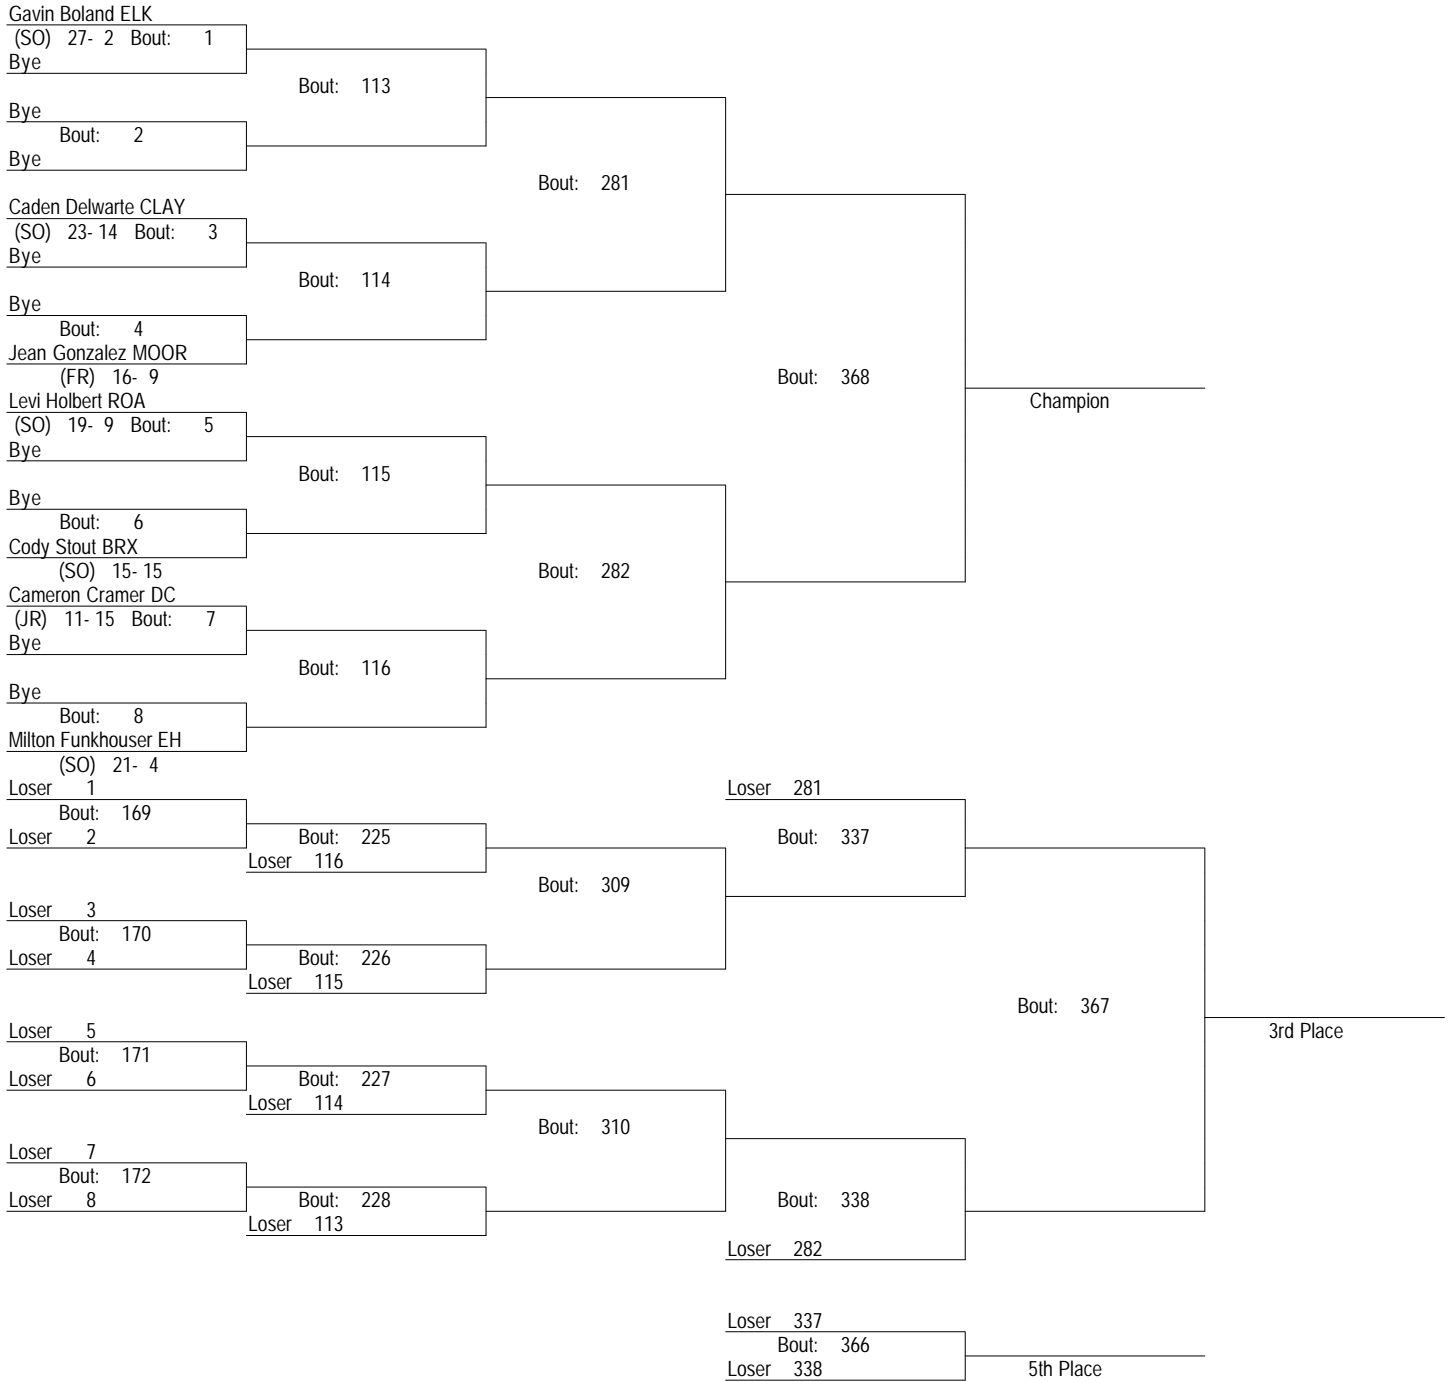 Gavin Boland ELK
(SO) 27- 2 Bout: 1
Bye
Bout: 113
Bye
Bout: 2
Bye
Bout: 281
Caden Delwarte CLAY
(SO) 23- 14 Bout: 3
Bye
Bout: 114
Bye
Bout: 4
Jean Gonzalez MOOR
(FR) 16- 9
Bout: 368
Champion
Levi Holbert ROA
(SO) 19- 9 Bout: 5
Bye
Bout: 115
Bye
Bout: 6
Cody Stout BRX
(SO) 15- 15
Bout: 282
Cameron Cramer DC
(JR) 11- 15 Bout: 7
Bye
Bout: 116
Bye
Bout: 8
Milton Funkhouser EH
(SO) 21- 4
Loser 1
Bout: 169
Loser 2
Bout: 225
Loser 116
Bout: 309
Loser 281
Bout: 337
Loser 3
Bout: 170
Loser 4
Bout: 226
Loser 115
Bout: 367
3rd Place
Loser 5
Bout: 171
Loser 6
Bout: 227
Loser 114
Bout: 310
Loser 7
Bout: 172
Loser 8
Bout: 228
Loser 113
Bout: 338
Loser 282
Loser 337
Bout: 366
Loser 338
5th Place